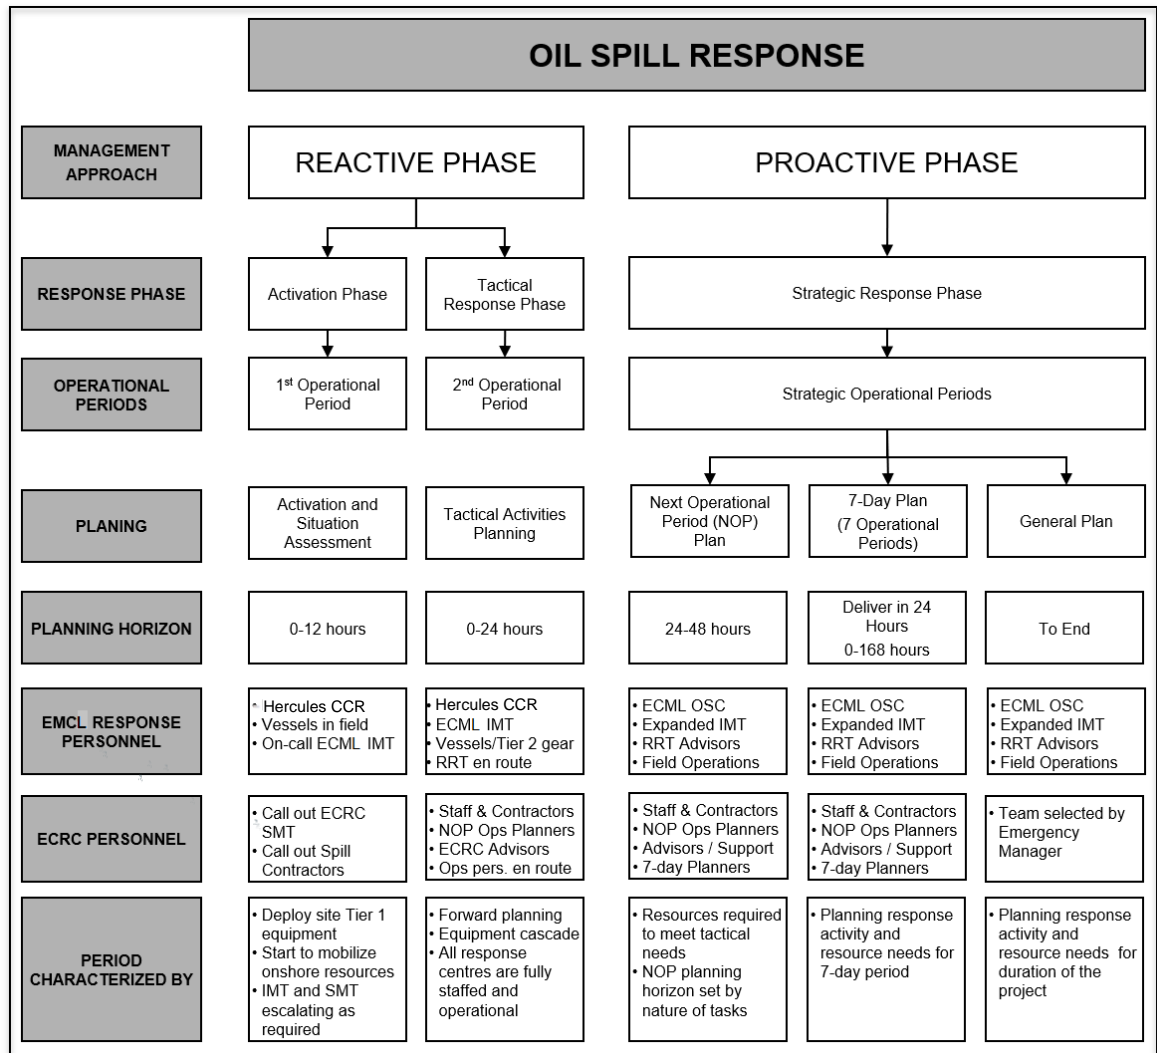 OIL SPILL RESPONSE
MANAGEMENT
APPROACH
REACTIVE PHASE
PROACTIVE PHASE
RESPONSE PHASE
Activation Phase
Tactical
Response Phase
Strategic Response Phase
OPERATIONAL
PERIODS
1st Operational
Period
2nd Operational
Period
Strategic Operational Periods
PLANING
Activation and
Situation
Assessment
Tactical Activities
Planning
Next Operational
Period (NOP)
Plan
7-Day Plan
(7 Operational
Periods)
General Plan
PLANNING HORIZON
0-12 hours
0-24 hours
24-48 hours
Deliver in 24
Hours
0-168 hours
To End
EMCL RESPONSE
PERSONNEL
• Hercules CCR
• Vessels in field
• On-call ECML IMT
• Hercules CCR
• ECML IMT
• Vessels/Tier 2 gear
• RRT en route
• ECML OSC
• Expanded IMT
• RRT Advisors
• Field Operations
• ECML OSC
• Expanded IMT
• RRT Advisors
• Field Operations
• ECML OSC
• Expanded IMT
• RRT Advisors
• Field Operations
ECRC PERSONNEL
• Call out ECRC
SMT
• Call out Spill
Contractors
• Staff & Contractors
• NOP Ops Planners
• ECRC Advisors
• Ops pers. en route
• Staff & Contractors
• NOP Ops Planners
• Advisors / Support
• 7-day Planners
• Staff & Contractors
• NOP Ops Planners
• Advisors / Support
• 7-day Planners
• Team selected by
Emergency
Manager
PERIOD
CHARACTERIZED BY
• Deploy site Tier 1
equipment
• Start to mobilize
onshore resources
• IMT and SMT
escalating as
required
• Forward planning
• Equipment cascade
• All response
centres are fully
staffed and
operational
• Resources required
to meet tactical
needs
• NOP planning
horizon set by
nature of tasks
• Planning response
activity and
resource needs for
7-day period
• Planning response
activity and
resource needs for
duration of the
project